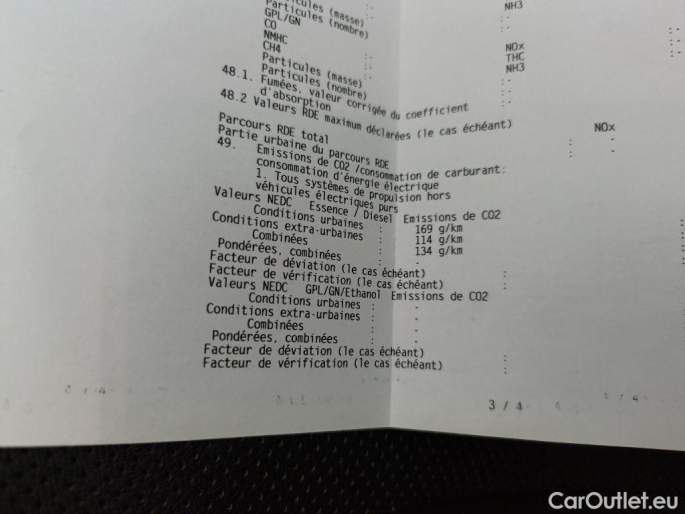 Particules (masse)
NH3
Particules (nombre)
GPL/GN
CO
NMHC
NOx
CH4
THC
Particules (masse)
NH3
Particules (nombre)
48.1. Fumées, valeur corrigée du coefficient
d'absorption
48.2 Valeurs RDE maximum déclarées (le cas échéant)
NOx
Parcours RDE total : -
Partie urbaine du parcours RDE : -
49. Emissions de CO2 /consommation de carburant:
consommation d'énergie électrique
1. Tous systèmes de propulsion hors
véhicules électriques purs
Valeurs NEDC Essence / Diesel Emissions de CO2
Conditions urbaines : 169 g/km
Conditions extra-urbaines : 114 g/km
Combinées : 134 g/km
Pondérées, combinées : -
Facteur de déviation (le cas échéant) :
Facteur de vérification (le cas échéant) :
Valeurs NEDC GPL/GN/Ethanol Emissions de CO2
Conditions urbaines : -
Conditions extra-urbaines : -
Combinées : -
Pondérées, combinées : -
Facteur de déviation (le cas échéant) :
Facteur de vérification (le cas échéant) :
3 / 4
CarOutlet.eu